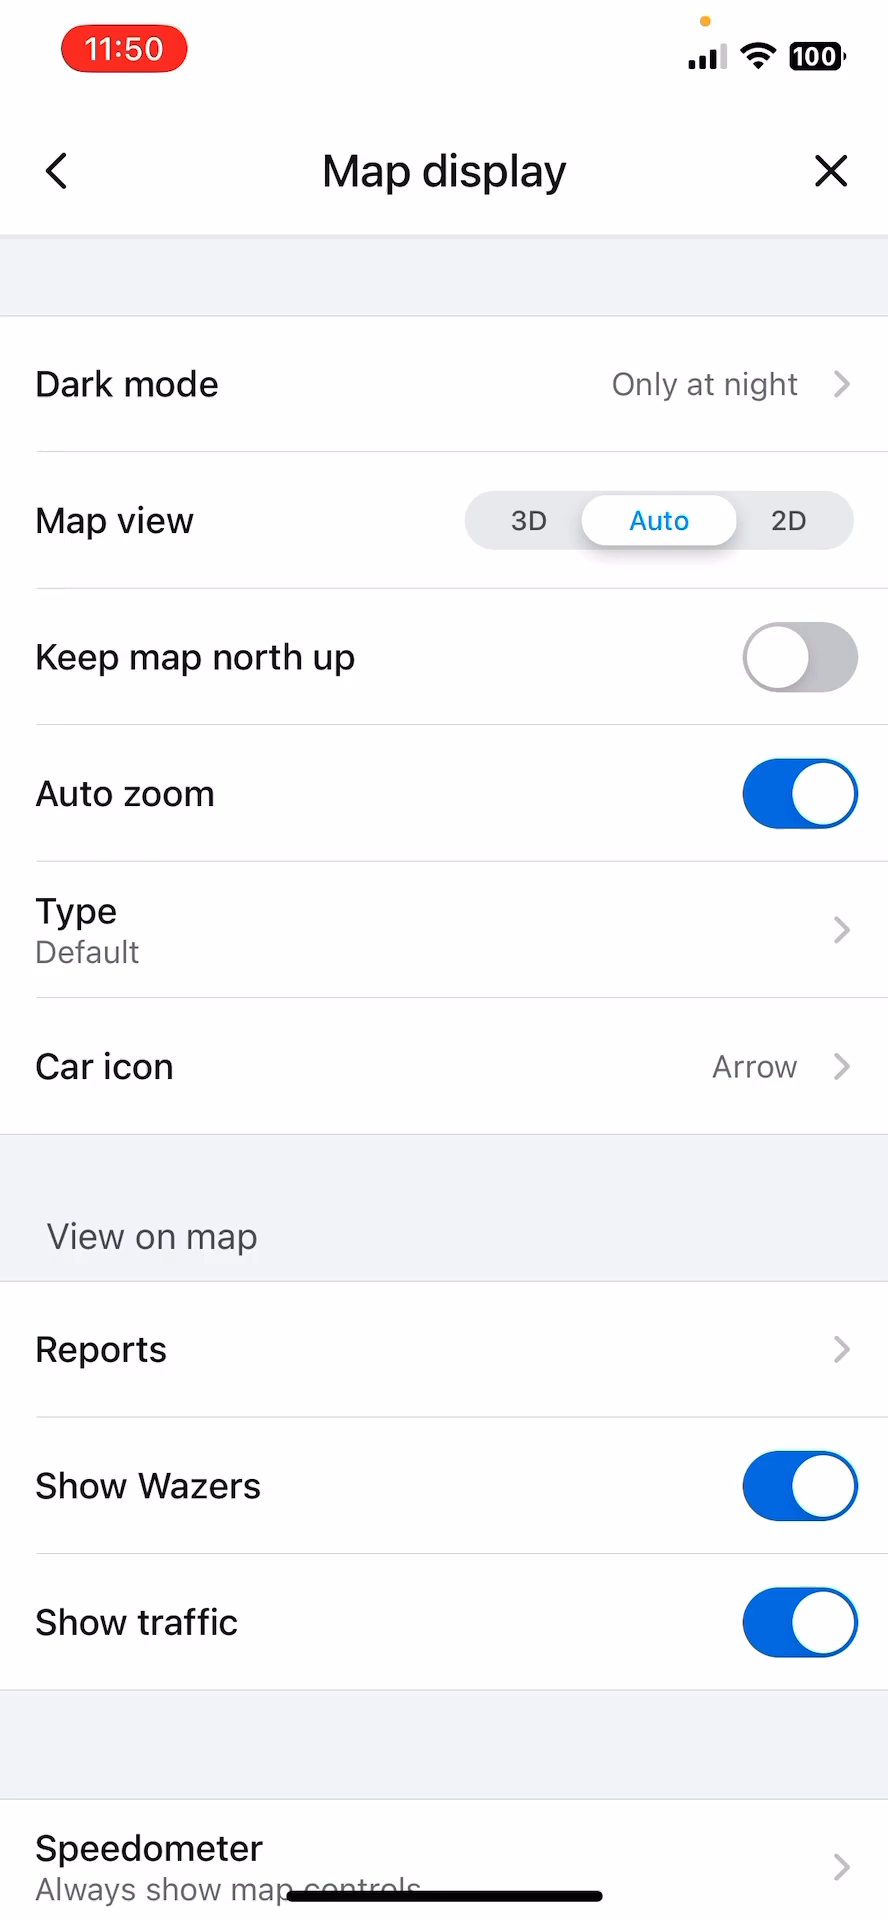 11:50
100
Map display
Dark mode
Only at night
Map view
3D
Auto
2D
Keep map north up
Auto zoom
Type
Default
Car icon
Arrow
View on map
Reports
Show Wazers
Show traffic
Speedometer
Always show map controls